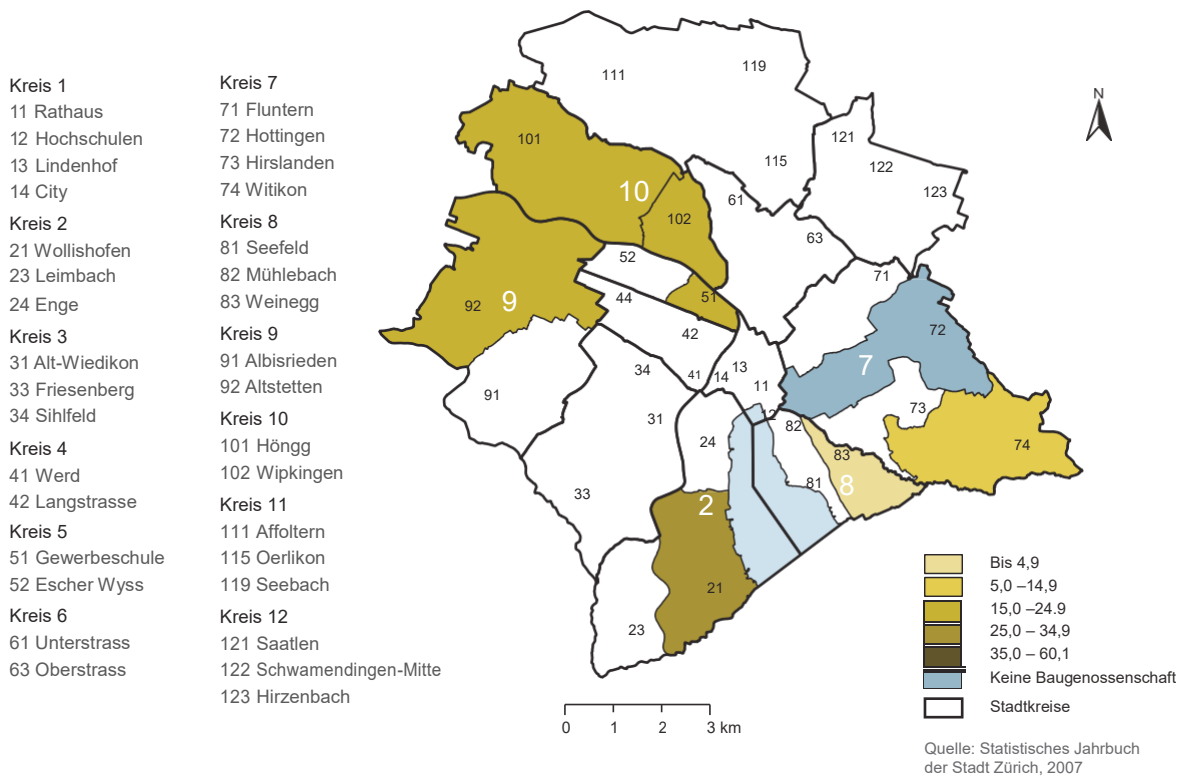 Kreis 1
11 Rathaus
12 Hochschulen
13 Lindenhof
14 City
Kreis 2
21 Wollishofen
23 Leimbach
24 Enge
Kreis 3
31 Alt-Wiedikon
33 Friesenberg
34 Sihlfeld
Kreis 4
41 Werd
42 Langstrasse
Kreis 5
51 Gewerbeschule
52 Escher Wyss
Kreis 6
61 Unterstrass
63 Oberstrass
Kreis 7
71 Fluntern
72 Hottingen
73 Hirslanden
74 Witikon
Kreis 8
81 Seefeld
82 Mühlebach
83 Weinegg
Kreis 9
91 Albisrieden
92 Altstetten
Kreis 10
101 Höngg
102 Wipkingen
Kreis 11
111 Affoltern
115 Oerlikon
119 Seebach
Kreis 12
121 Saatlen
122 Schwamendingen-Mitte
123 Hirzenbach
119
111
N
101
121
115
122
123
10
61
102
63
52
71
44
51
92
9
42
72
13
7
34
41
14
11
91
73
12
31
82
24
74
83
81
8
33
2
21
23
0 1 2 3 km
Bis 4,9
5,0 –14,9
15,0 –24.9
25,0 – 34,9
35,0 – 60,1
Keine Baugenossenschaft
Stadtkreise
Quelle: Statistisches Jahrbuch
der Stadt Zürich, 2007